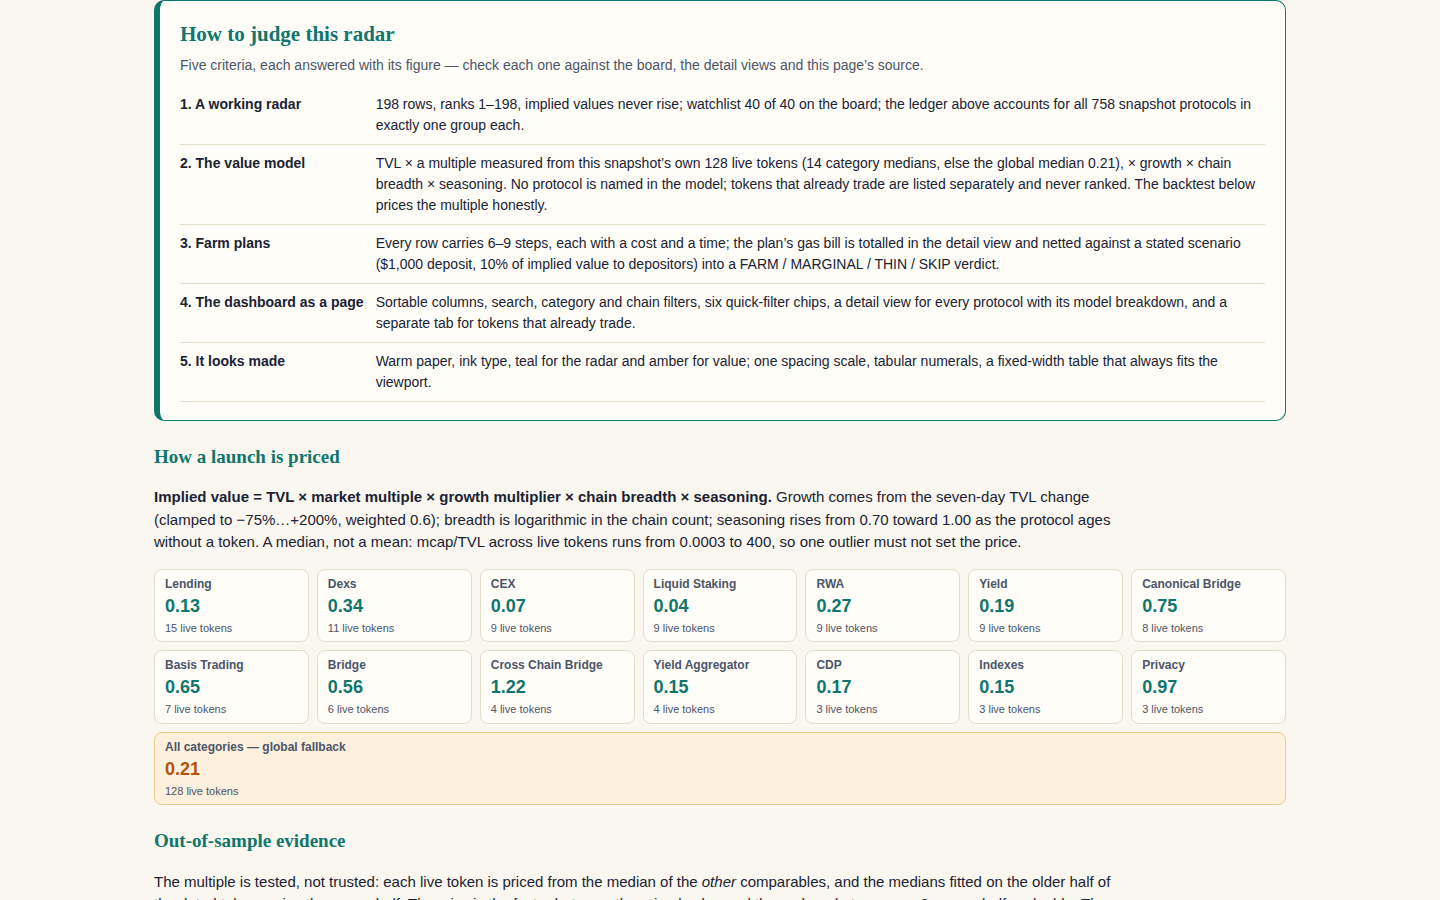 How to judge this radar
Five criteria, each answered with its figure — check each one against the board, the detail views and this page’s source.
1. A working radar
198 rows, ranks 1–198, implied values never rise; watchlist 40 of 40 on the board; the ledger above accounts for all 758 snapshot protocols in
exactly one group each.
2. The value model
TVL × a multiple measured from this snapshot’s own 128 live tokens (14 category medians, else the global median 0.21), × growth × chain
breadth × seasoning. No protocol is named in the model; tokens that already trade are listed separately and never ranked. The backtest below
prices the multiple honestly.
3. Farm plans
Every row carries 6–9 steps, each with a cost and a time; the plan’s gas bill is totalled in the detail view and netted against a stated scenario
($1,000 deposit, 10% of implied value to depositors) into a FARM / MARGINAL / THIN / SKIP verdict.
4. The dashboard as a page
Sortable columns, search, category and chain filters, six quick-filter chips, a detail view for every protocol with its model breakdown, and a
separate tab for tokens that already trade.
5. It looks made
Warm paper, ink type, teal for the radar and amber for value; one spacing scale, tabular numerals, a fixed-width table that always fits the
viewport.
How a launch is priced
Implied value = TVL × market multiple × growth multiplier × chain breadth × seasoning. Growth comes from the seven-day TVL change
(clamped to −75%…+200%, weighted 0.6); breadth is logarithmic in the chain count; seasoning rises from 0.70 toward 1.00 as the protocol ages
without a token. A median, not a mean: mcap/TVL across live tokens runs from 0.0003 to 400, so one outlier must not set the price.
Lending
0.13
15 live tokens
Dexs
0.34
11 live tokens
CEX
0.07
9 live tokens
Liquid Staking
0.04
9 live tokens
RWA
0.27
9 live tokens
Yield
0.19
9 live tokens
Canonical Bridge
0.75
8 live tokens
Basis Trading
0.65
7 live tokens
Bridge
0.56
6 live tokens
Cross Chain Bridge
1.22
4 live tokens
Yield Aggregator
0.15
4 live tokens
CDP
0.17
3 live tokens
Indexes
0.15
3 live tokens
Privacy
0.97
3 live tokens
All categories — global fallback
0.21
128 live tokens
Out-of-sample evidence
The multiple is tested, not trusted: each live token is priced from the median of the other comparables, and the medians fitted on the older half of